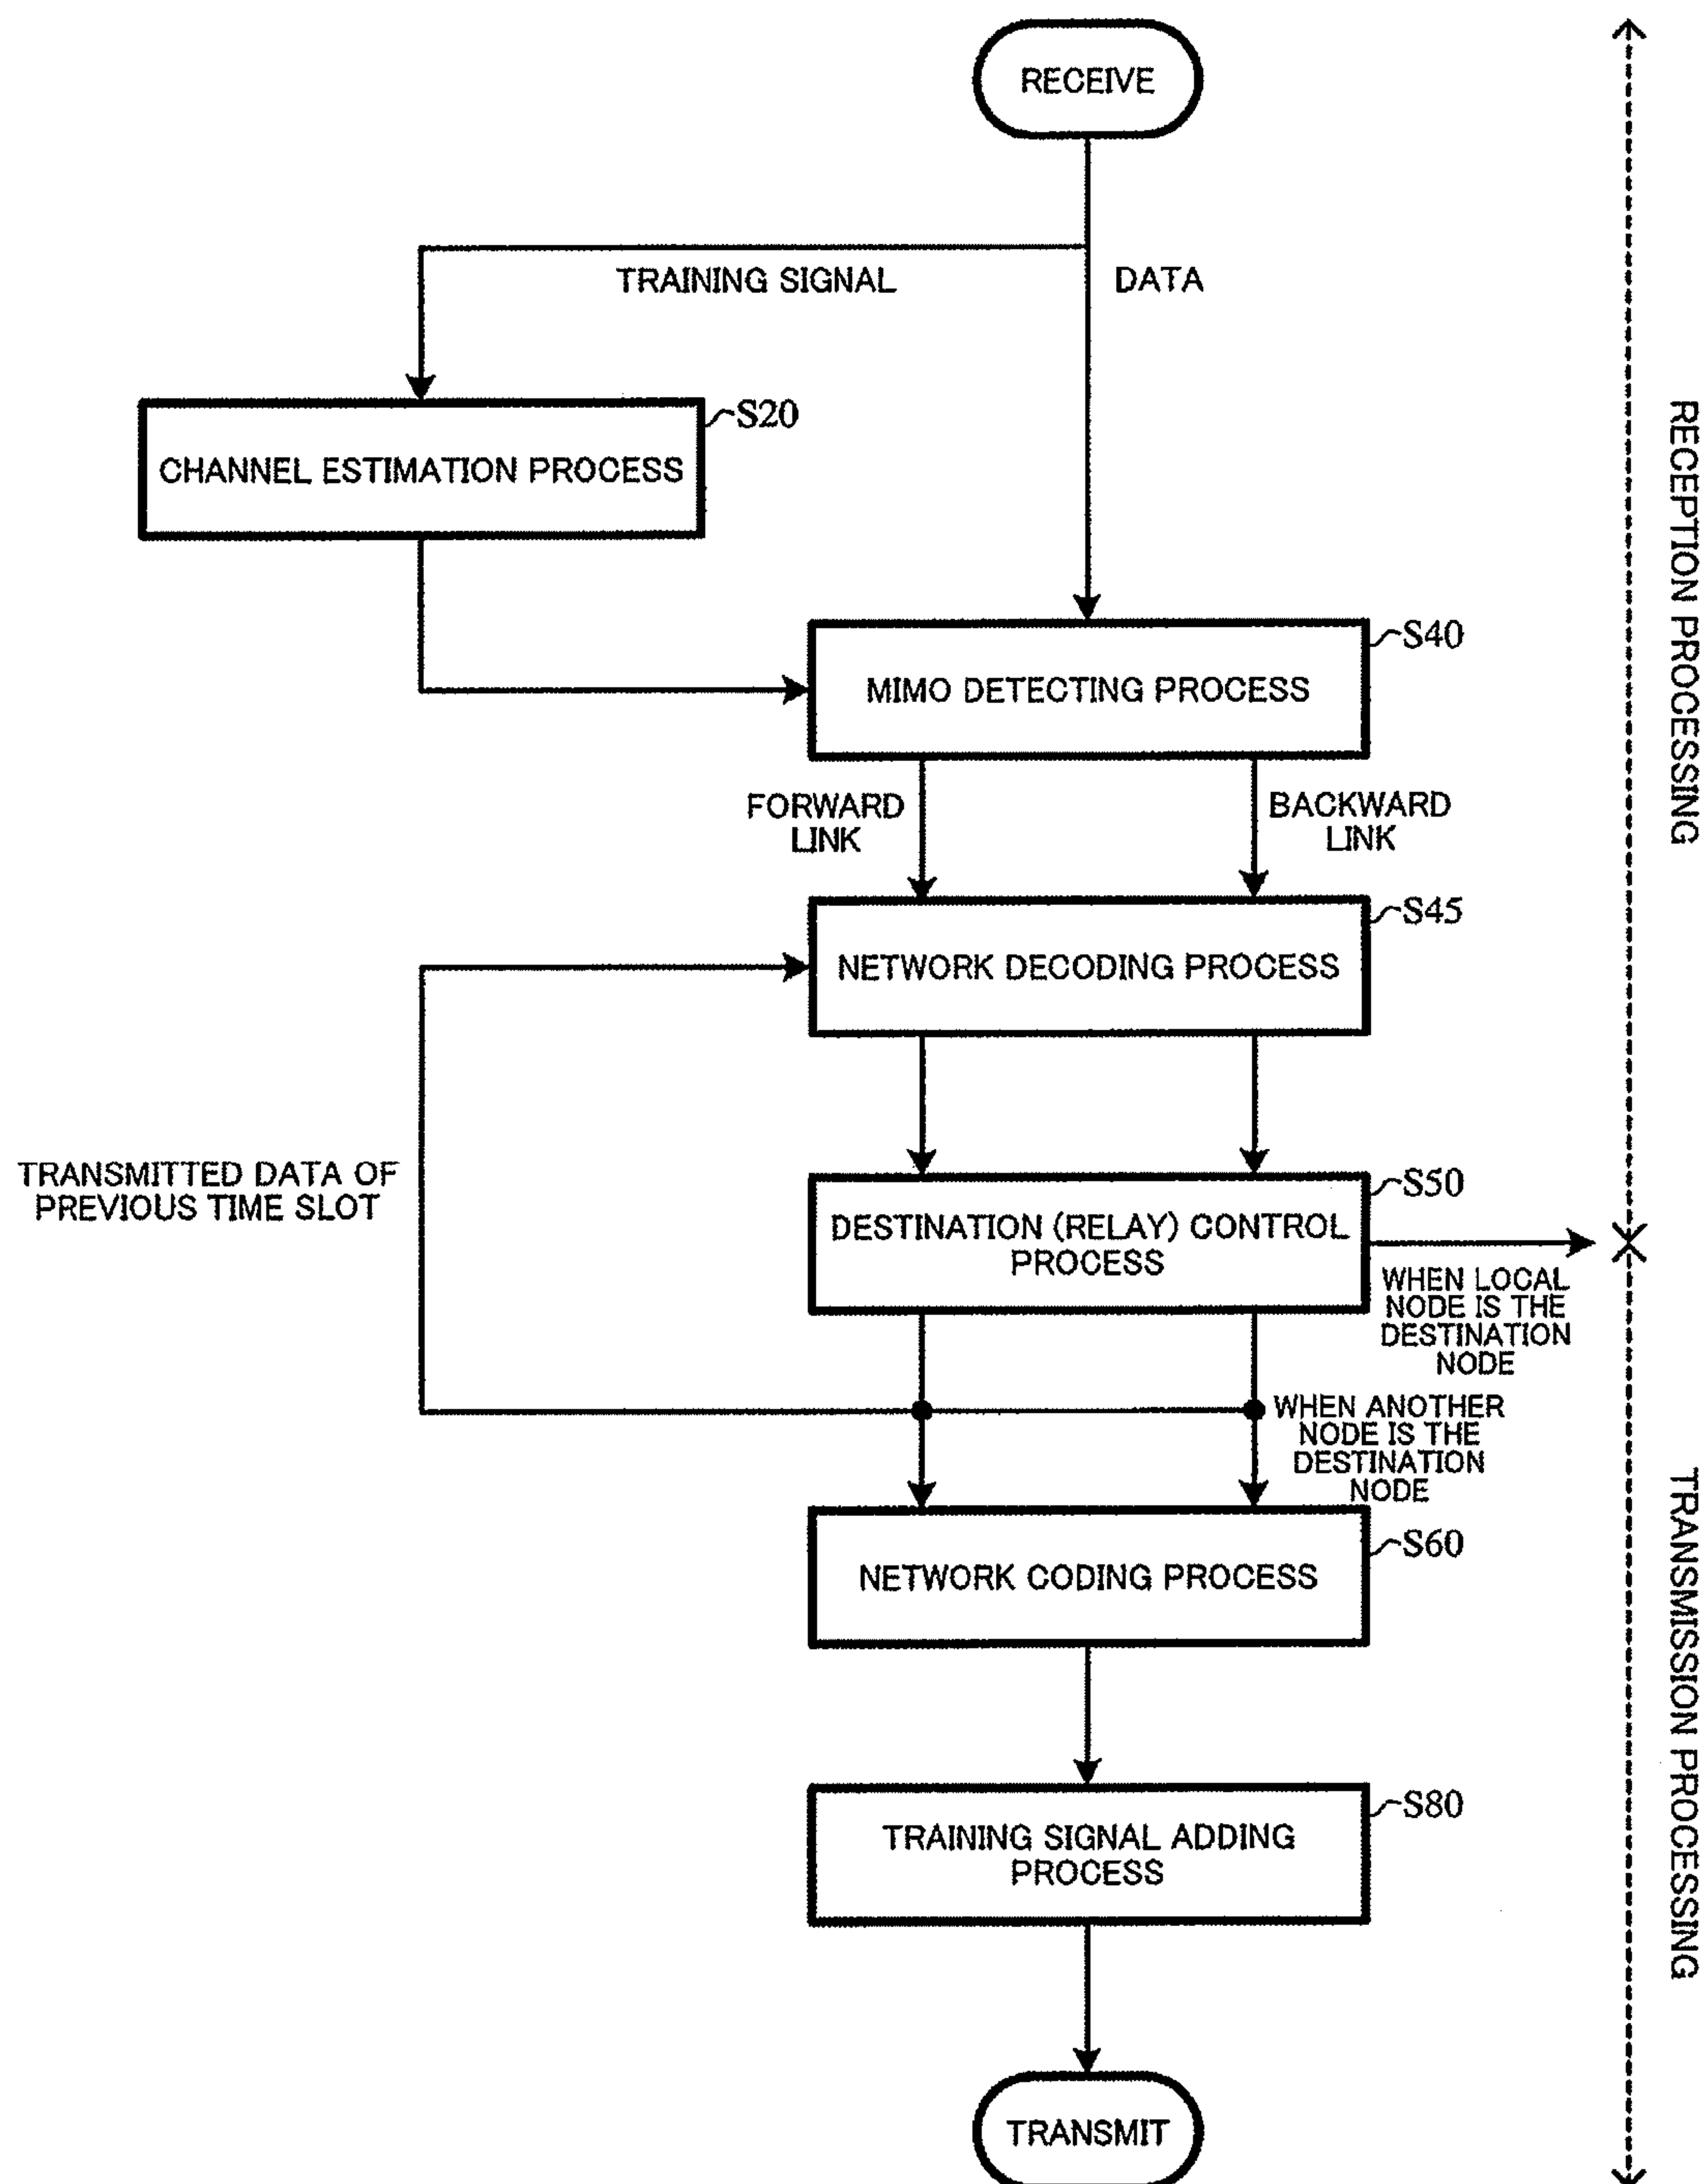 RECEIVE
TRAINING SIGNAL
DATA
S20
CHANNEL ESTIMATION PROCESS
S40
MIMO DETECTING PROCESS
FORWARD
LINK
BACKWARD
LINK
S45
NETWORK DECODING PROCESS
TRANSMITTED DATA OF
PREVIOUS TIME SLOT
S50
DESTINATION (RELAY) CONTROL
PROCESS
WHEN LOCAL
NODE IS THE
DESTINATION
NODE
WHEN ANOTHER
NODE IS THE
DESTINATION
NODE
S60
NETWORK CODING PROCESS
S80
TRAINING SIGNAL ADDING
PROCESS
TRANSMIT
RECEPTION PROCESSING
TRANSMISSION PROCESSING